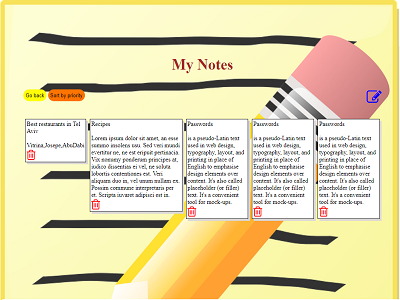 My Notes
Go back
Sort by priority
Best restaurants in Tel
Aviv
Vitrina,Josepe,AbuDabi
Recipes
Lorem ipsum dolor sit amet, an esse
summo insolens usu. Sed veri mundi
evertitur ne, ne est eripuit pertinacia.
Vix nonumy ponderum principes at,
iudico dissentias ei vel, ne soluta
lobortis contentiones est. Veri
aliquam duo in, vel unum nullam ex.
Possim commune interpretaris per
et. Scripta iuvaret adipisci est in.
Passwords
is a pseudo-Latin text
used in web design,
typography, layout, and
printing in place of
English to emphasise
design elements over
content. It's also called
placeholder (or filler)
text. It's a convenient
tool for mock-ups.
Passwords
is a pseudo-Latin text
used in web design,
typography, layout, and
printing in place of
English to emphasise
design elements over
content. It's also called
placeholder (or filler)
text. It's a convenient
tool for mock-ups.
Passwords
is a pseudo-Latin text
used in web design,
typography, layout, and
printing in place of
English to emphasise
design elements over
content. It's also called
placeholder (or filler)
text. It's a convenient
tool for mock-ups.